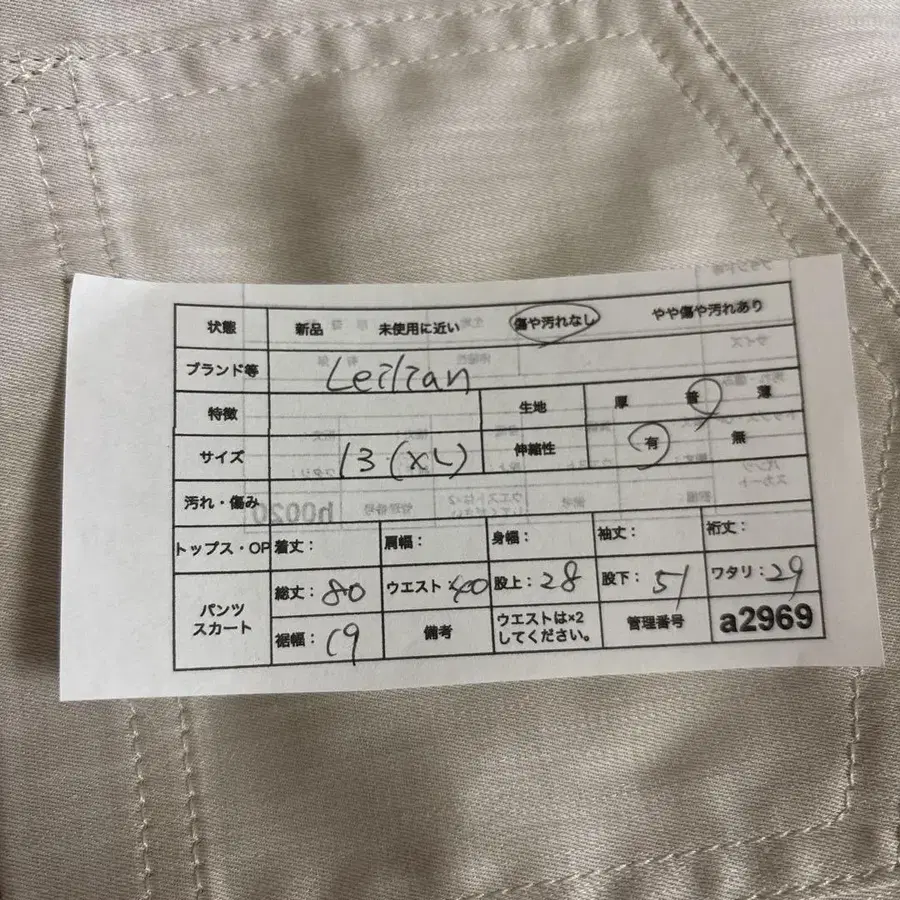 状態 新品 未使用に近い 傷や汚れなし やや傷や汚れあり
ブランド等 Leilian
特徴 生地 厚 普 薄
サイズ 13(XL) 伸縮性 有 無
汚れ・傷み
トップス・OP 着丈: 肩幅: 身幅: 袖丈: 裄丈:
パンツ
スカート
総丈:80 ウエスト:40 股上:28 股下:51 ワタリ:29
裾幅:19 備考 ウエストは×2
してください。 管理番号 a2969
h0020